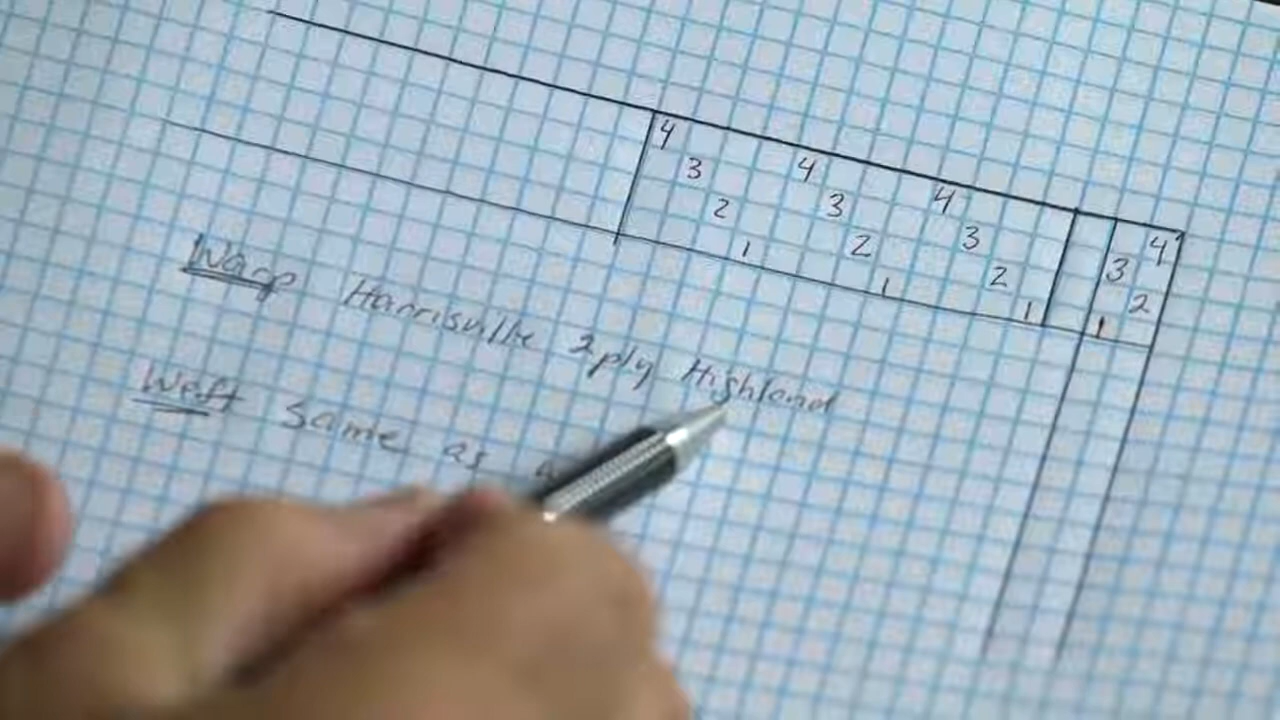 4 4 4 4
3 3 3 3
2 2 2 2
1 1 1 1
Warp Harrisville 2ply Highland
Weft Same as